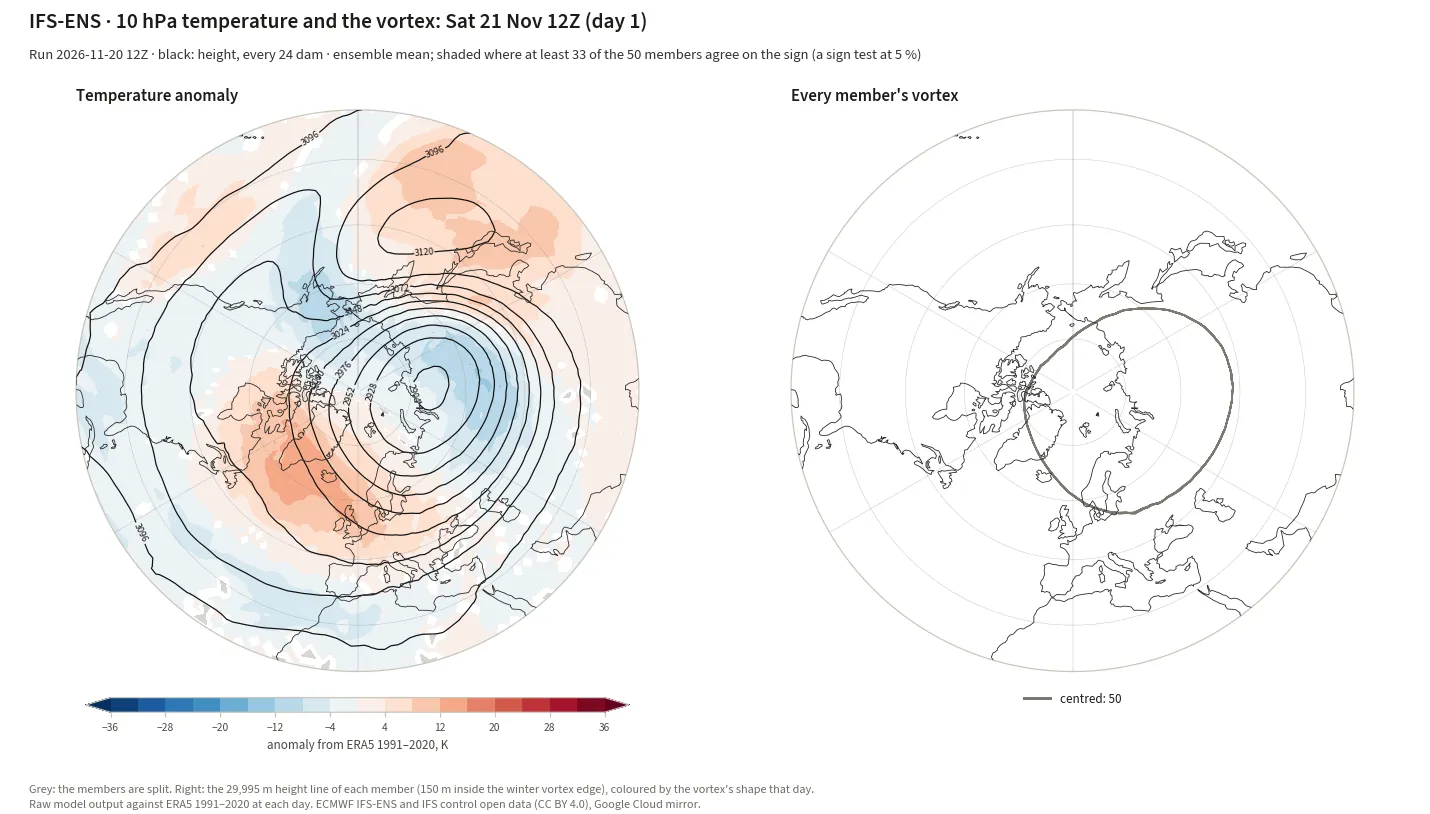 IFS-ENS · 10 hPa temperature and the vortex: Sat 21 Nov 12Z (day 1)
Run 2026-11-20 12Z · black: height, every 24 dam · ensemble mean; shaded where at least 33 of the 50 members agree on the sign (a sign test at 5 %)
Temperature anomaly
Every member's vortex
3096
3096
3120
3072
3048
3024
2976
2952
2928
3096
−36 −28 −20 −12 −4 4 12 20 28 36
anomaly from ERA5 1991–2020, K
centred: 50
Grey: the members are split. Right: the 29,995 m height line of each member (150 m inside the winter vortex edge), coloured by the vortex's shape that day.
Raw model output against ERA5 1991–2020 at each day. ECMWF IFS-ENS and IFS control open data (CC BY 4.0), Google Cloud mirror.